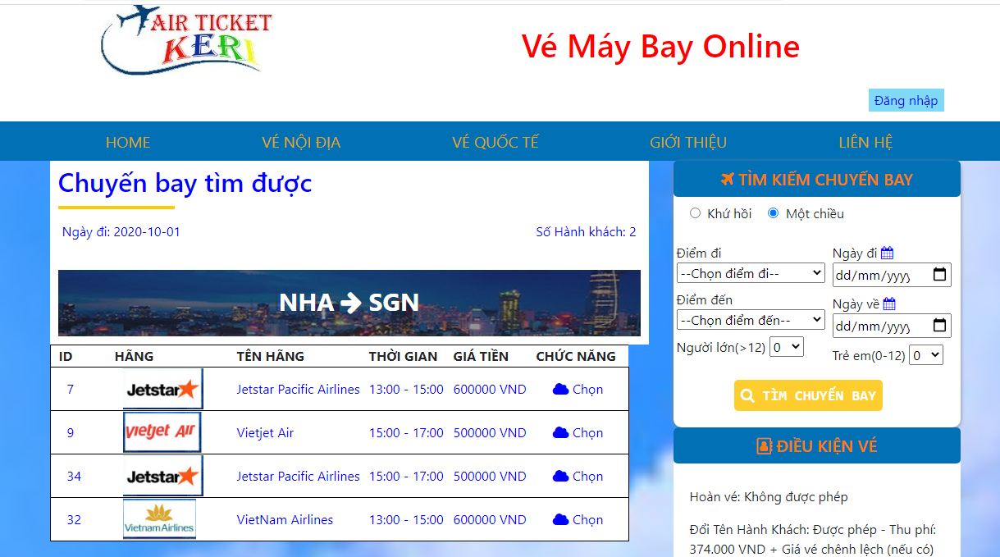 AIR TICKET
KERI
Vé Máy Bay Online
Đăng nhập
HOME VÉ NỘI ĐỊA VÉ QUỐC TẾ GIỚI THIỆU LIÊN HỆ
Chuyến bay tìm được
Ngày đi: 2020-10-01 Số Hành khách: 2
NHA SGN
ID HÃNG TÊN HÃNG THỜI GIAN GIÁ TIỀN CHỨC NĂNG
7 Jetstar Jetstar Pacific Airlines 13:00 - 15:00 600000 VND Chọn
9 vietjet Air Vietjet Air 15:00 - 17:00 500000 VND Chọn
34 Jetstar Jetstar Pacific Airlines 15:00 - 17:00 500000 VND Chọn
32 Vietnam Airlines VietNam Airlines 13:00 - 15:00 600000 VND Chọn
TÌM KIẾM CHUYẾN BAY
Khứ hồi Một chiều
Điểm đi Ngày đi
--Chọn điểm đi-- dd/mm/yyyy
Điểm đến Ngày về
--Chọn điểm đến-- dd/mm/yyyy
Người lớn(>12) 0 Trẻ em(0-12) 0
TÌM CHUYẾN BAY
ĐIỀU KIỆN VÉ
Hoàn vé: Không được phép
Đổi Tên Hành Khách: Được phép - Thu phí:
374.000 VND + Giá vé chênh lệch (nếu có)